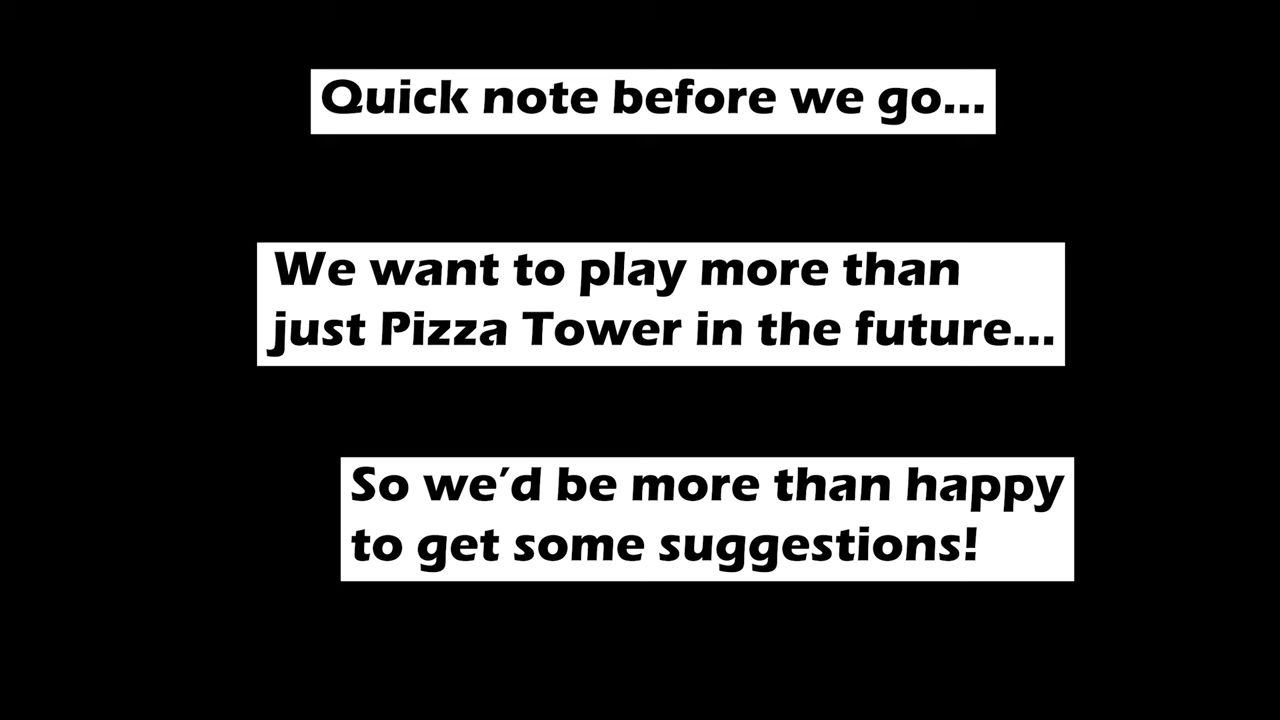 Quick note before we go...
We want to play more than
just Pizza Tower in the future...
So we’d be more than happy
to get some suggestions!